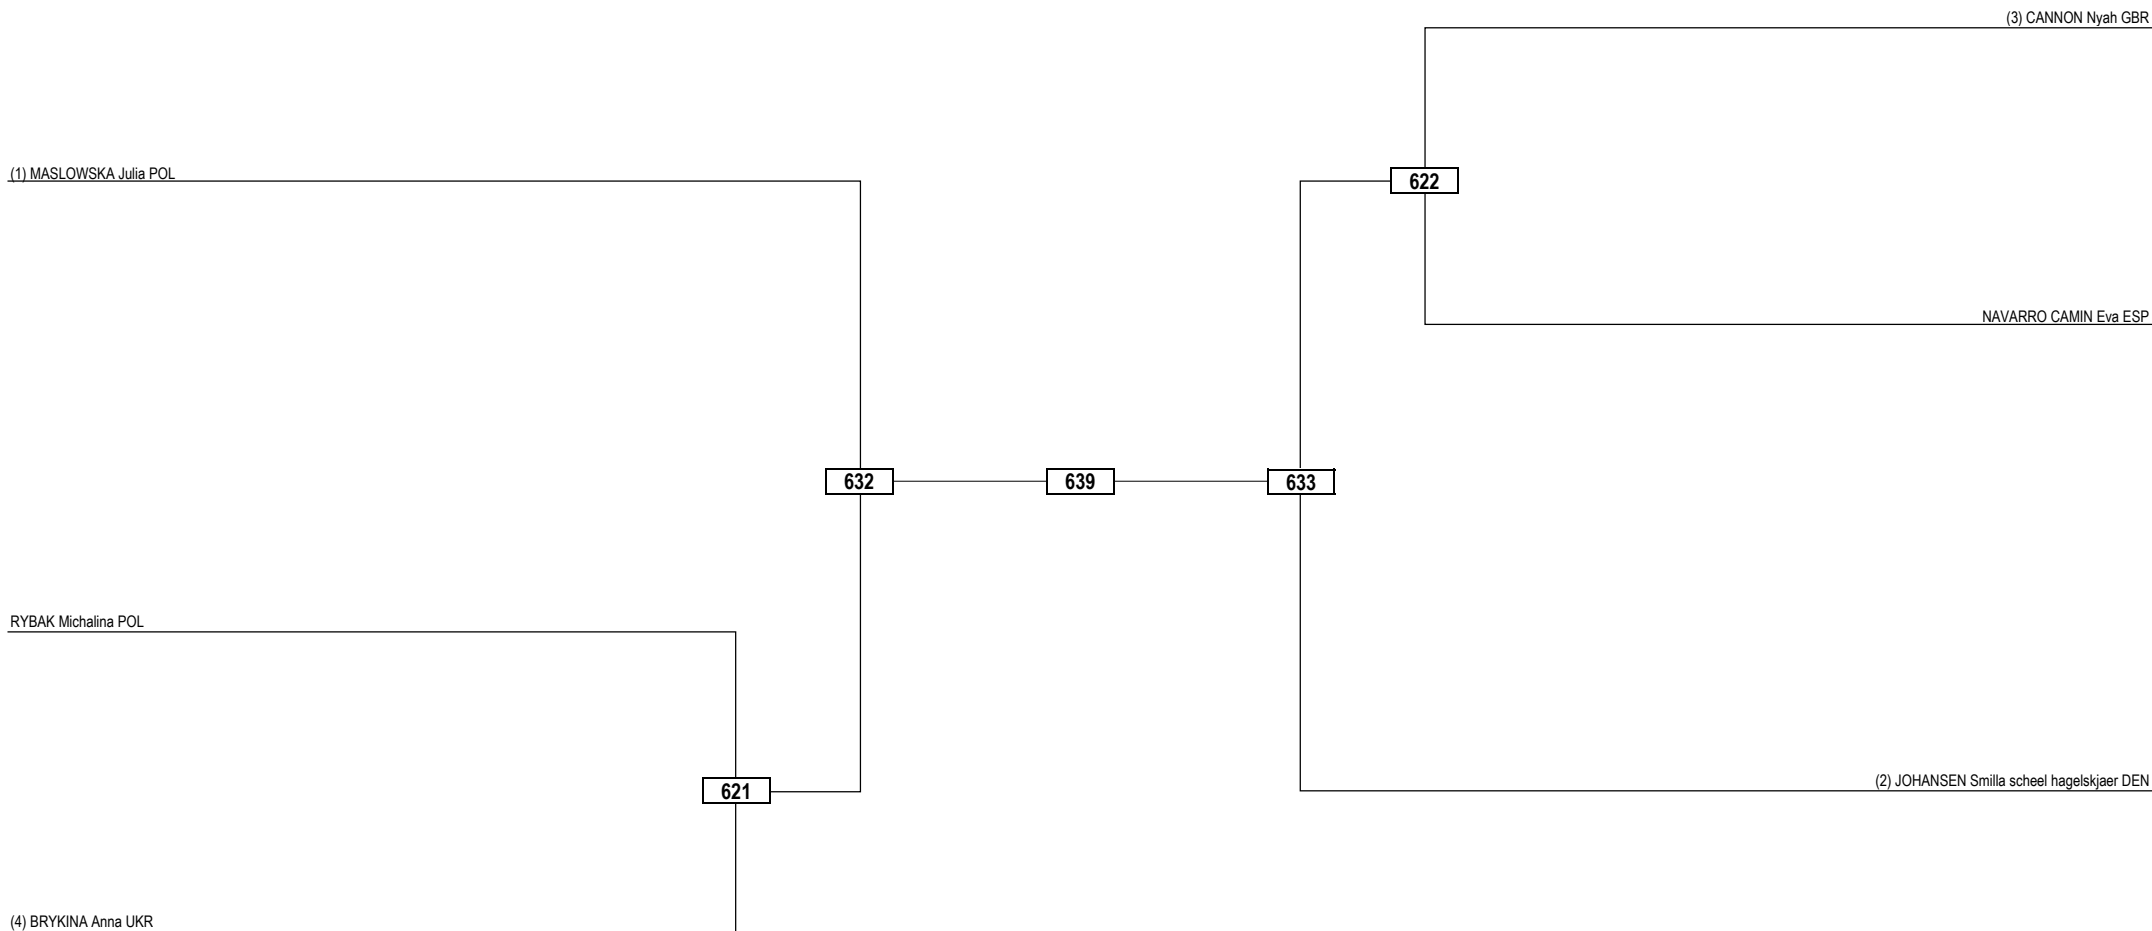 (3) CANNON Nyah GBR
(1) MASLOWSKA Julia POL
622
NAVARRO CAMIN Eva ESP
632
639
633
RYBAK Michalina POL
621
(2) JOHANSEN Smilla scheel hagelskjaer DEN
(4) BRYKINA Anna UKR